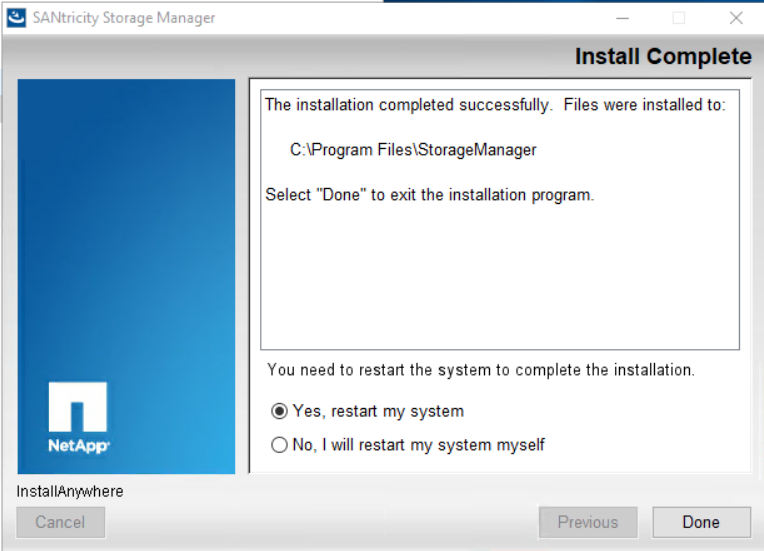 SANtricity Storage Manager
Install Complete
The installation completed successfully.  Files were installed to:
C:\Program Files\StorageManager
Select "Done" to exit the installation program.
You need to restart the system to complete the installation.
Yes, restart my system
No, I will restart my system myself
NetApp
InstallAnywhere
Cancel
Previous
Done